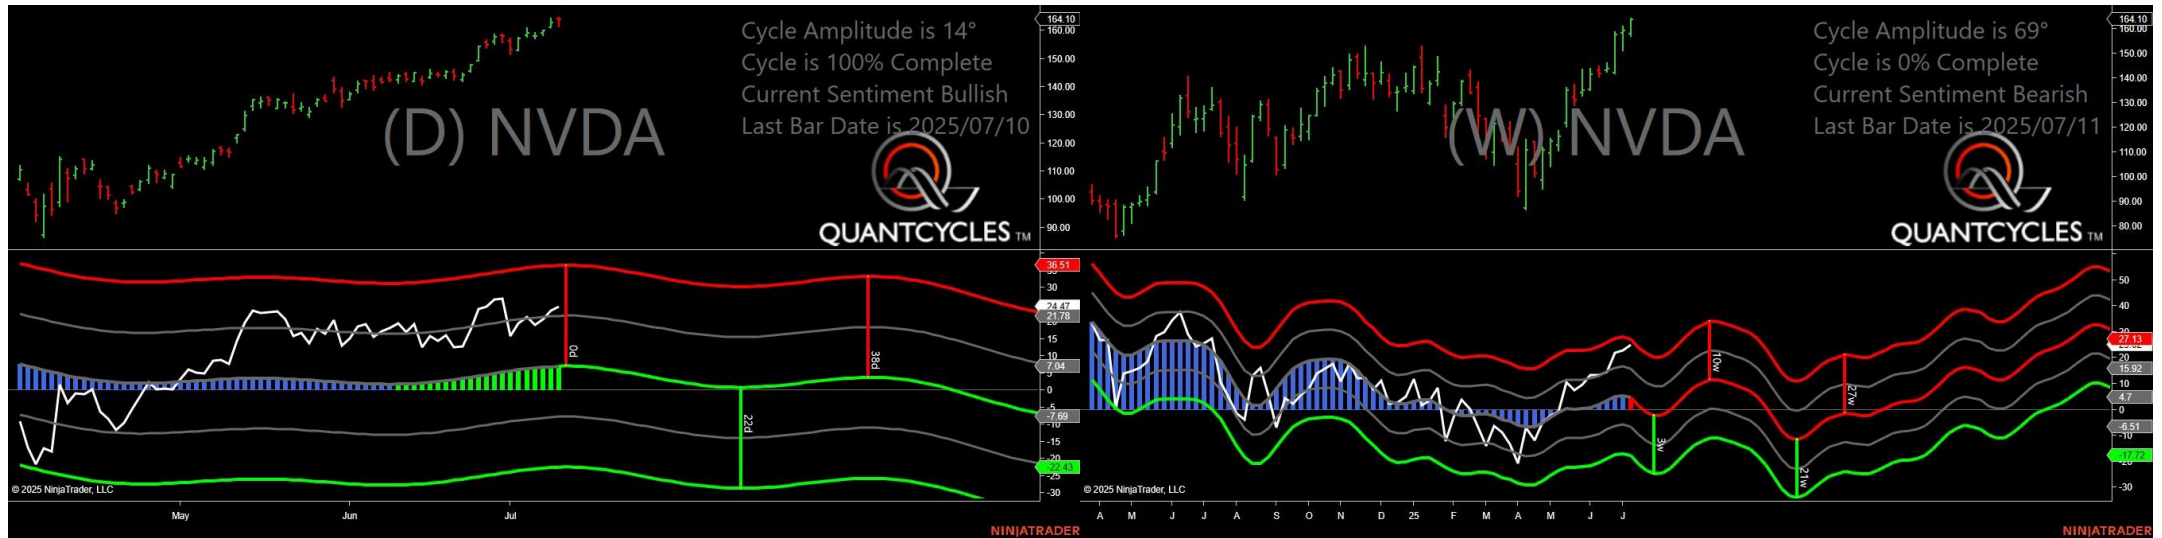 164.10
160.00
150.00
140.00
130.00
120.00
110.00
100.00
90.00
Cycle Amplitude is 14°
Cycle is 100% Complete
Current Sentiment Bullish
Last Bar Date is 2025/07/10
(D) NVDA
QUANTCYCLES TM
36.51
30
24.47
21.78
15
10
7.04
0
-7.69
-10
-15
-22.43
-25
-30
0d
38d
22d
© 2025 NinjaTrader, LLC
May
Jun
Jul
NINJATRADER
164.10
160.00
150.00
140.00
130.00
120.00
110.00
100.00
90.00
80.00
Cycle Amplitude is 69°
Cycle is 0% Complete
Current Sentiment Bearish
Last Bar Date is 2025/07/11
(W) NVDA
QUANTCYCLES TM
50
40
27.13
20
15.92
10
4.7
0
-6.51
-10
-17.72
-30
10w
27w
3w
21w
© 2025 NinjaTrader, LLC
A M J J A S O N D 25 F M A M J J
NINJATRADER